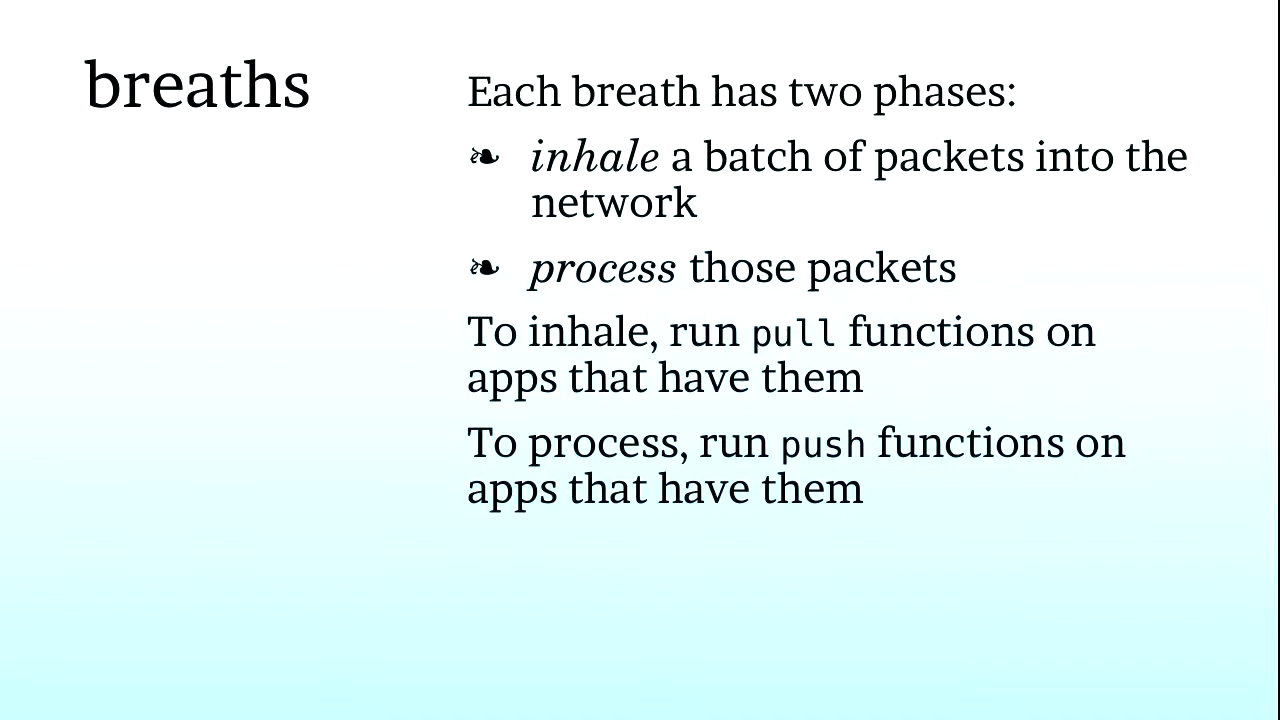 breaths
Each breath has two phases:
❧ inhale a batch of packets into the
network
❧ process those packets
To inhale, run pull functions on
apps that have them
To process, run push functions on
apps that have them